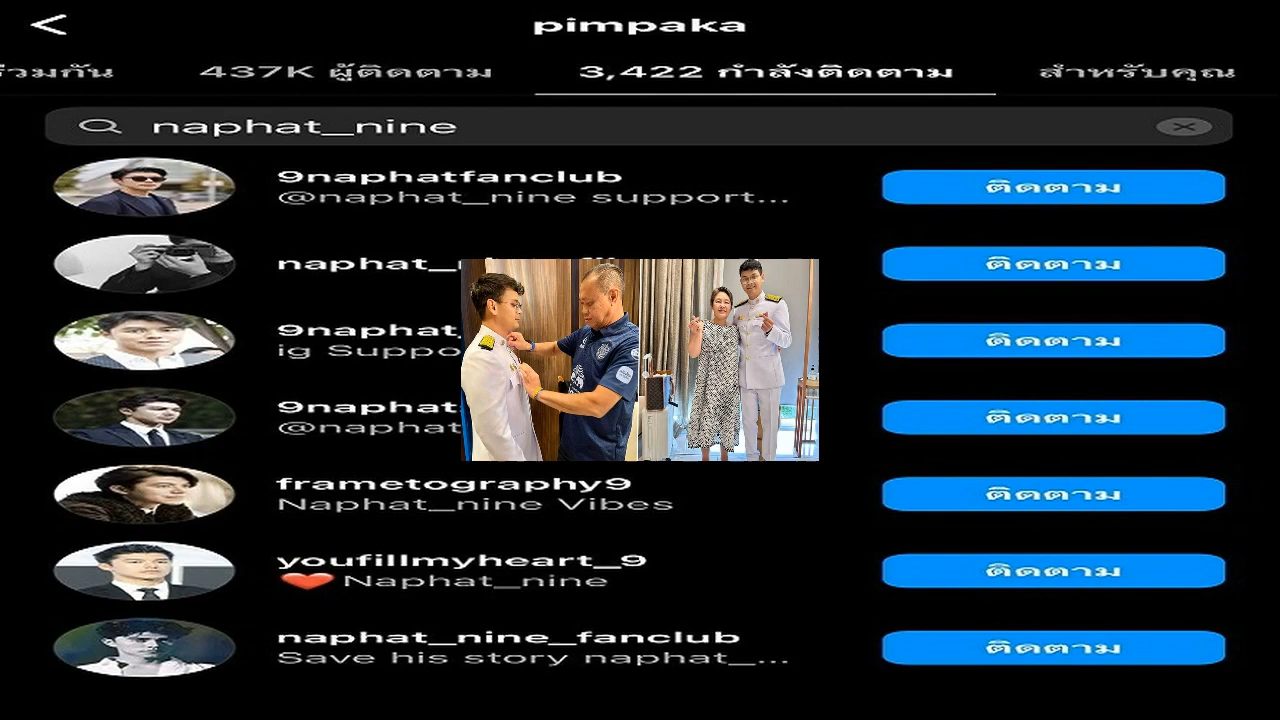 pimpaka
ร่วมกัน 437K ผู้ติดตาม 3,422 กำลังติดตาม สำหรับคุณ
naphat_nine
9naphatfanclub
@naphat_nine support...
ติดตาม
naphat_
ติดตาม
9naphat
ig Suppo
ติดตาม
9naphat
@naphat
ติดตาม
frametography9
Naphat_nine Vibes
ติดตาม
youfillmyheart_9
❤️ Naphat_nine
ติดตาม
naphat_nine_fanclub
Save his story naphat_...
ติดตาม